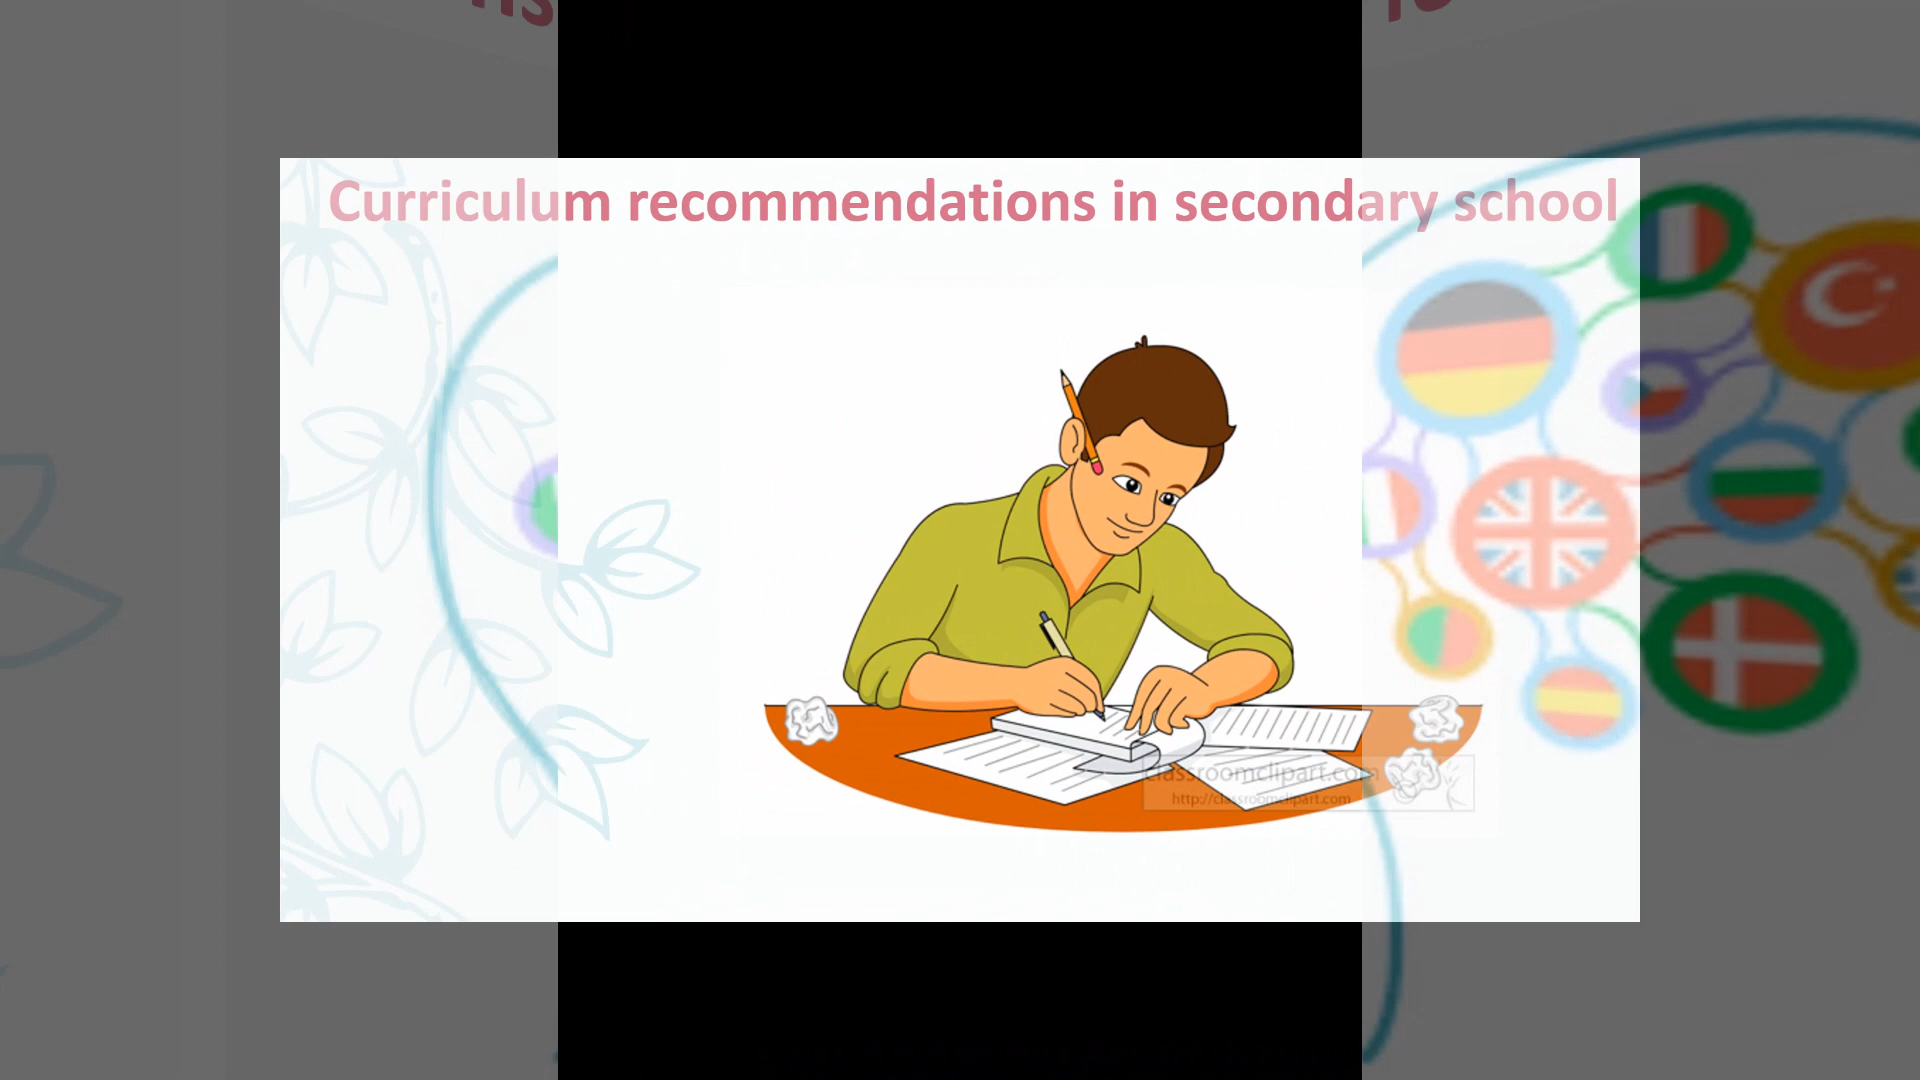 Curriculum recommendations in secondary school
classroomclipart.com
http://classroomclipart.com